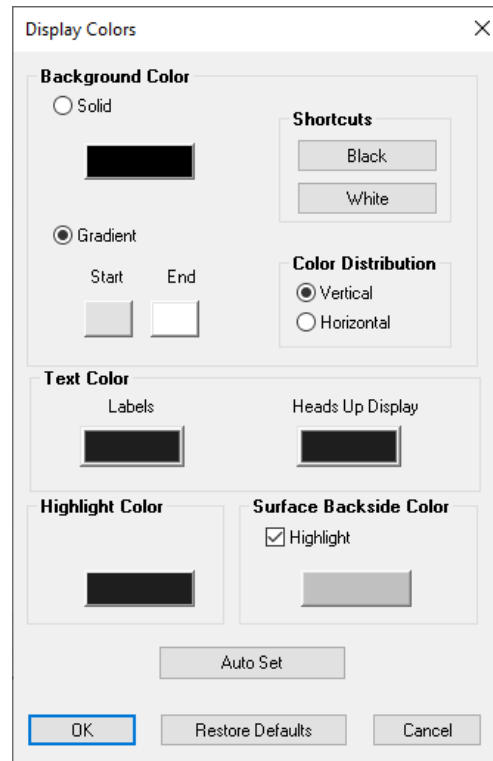 Display Colors
Background Color
Solid
Shortcuts
Black
White
Gradient
Start End
Color Distribution
Vertical
Horizontal
Text Color
Labels Heads Up Display
Highlight Color
Surface Backside Color
Highlight
Auto Set
OK Restore Defaults Cancel